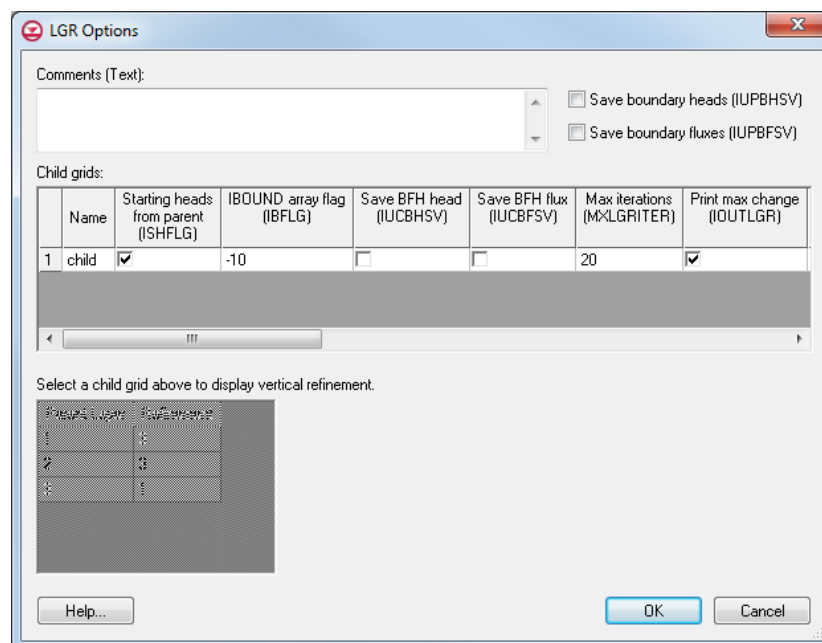 LGR Options
Comments (Text):
Save boundary heads (IUPBHSV)
Save boundary fluxes (IUPBFSV)
Child grids:
Name Starting heads from parent (ISHFLG) IBOUND array flag (IBFLG) Save BFH head (IUCBHSV) Save BFH flux (IUCBFSV) Max iterations (MXLGRITER) Print max change (IOUTLGR)
1 child -10 20
Select a child grid above to display vertical refinement.
2 3
Help... OK Cancel